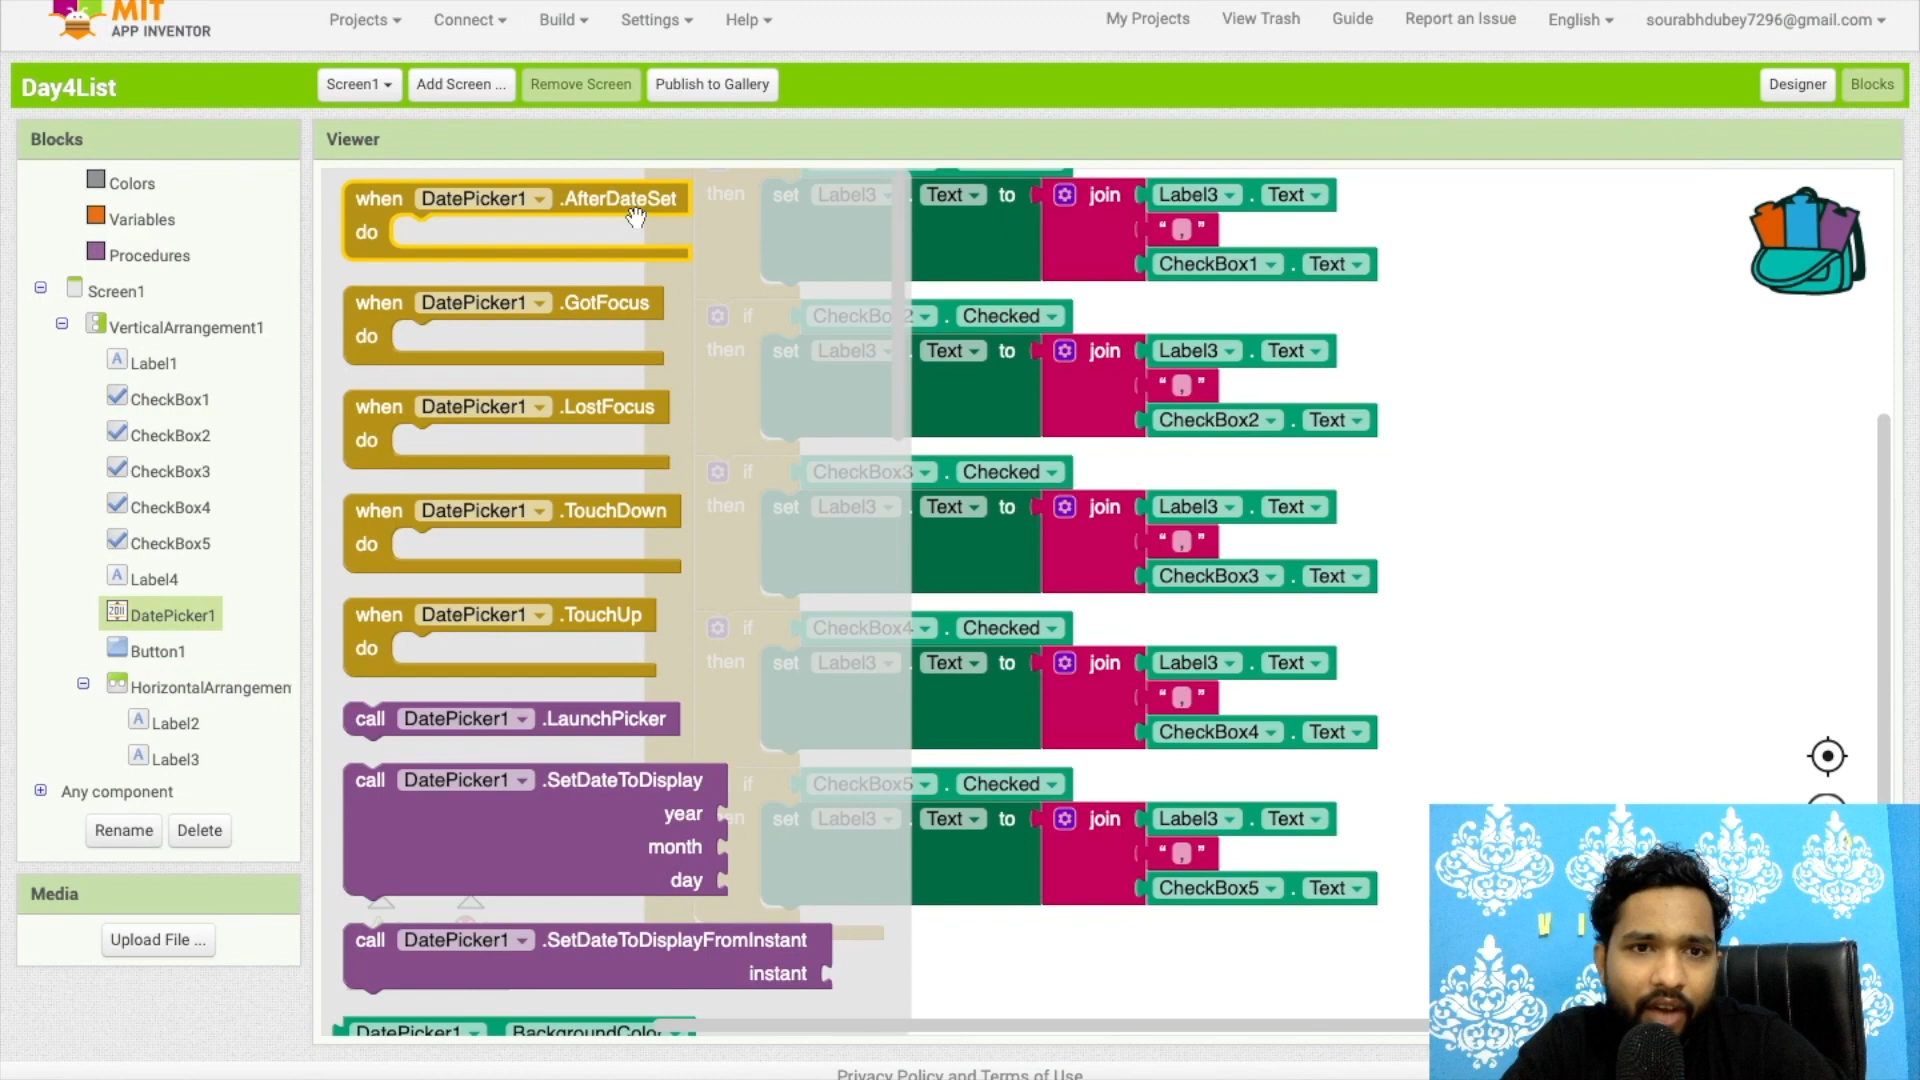 MIT
APP INVENTOR
Projects
Connect
Build
Settings
Help
My Projects
View Trash
Guide
Report an Issue
English
sourabhdubey7296@gmail.com
Day4List
Screen1
Add Screen ...
Remove Screen
Publish to Gallery
Designer
Blocks
Blocks
Colors
Variables
Procedures
Screen1
VerticalArrangement1
Label1
CheckBox1
CheckBox2
CheckBox3
CheckBox4
CheckBox5
Label4
DatePicker1
Button1
HorizontalArrangemen
Label2
Label3
Any component
Rename
Delete
Media
Upload File ...
Viewer
when DatePicker1 .AfterDateSet
do
when DatePicker1 .GotFocus
do
when DatePicker1 .LostFocus
do
when DatePicker1 .TouchDown
do
when DatePicker1 .TouchUp
do
call DatePicker1 .LaunchPicker
call DatePicker1 .SetDateToDisplay
year
month
day
call DatePicker1 .SetDateToDisplayFromInstant
instant
DatePicker1 . BackgroundColo
then set Label3 . Text to join Label3 . Text
" , "
CheckBox1 . Text
if CheckBox2 . Checked
then set Label3 . Text to join Label3 . Text
" , "
CheckBox2 . Text
if CheckBox3 . Checked
then set Label3 . Text to join Label3 . Text
" , "
CheckBox3 . Text
if CheckBox4 . Checked
then set Label3 . Text to join Label3 . Text
" , "
CheckBox4 . Text
if CheckBox5 . Checked
en set Label3 . Text to join Label3 . Text
" , "
CheckBox5 . Text
Privacy Policy and Terms of Use